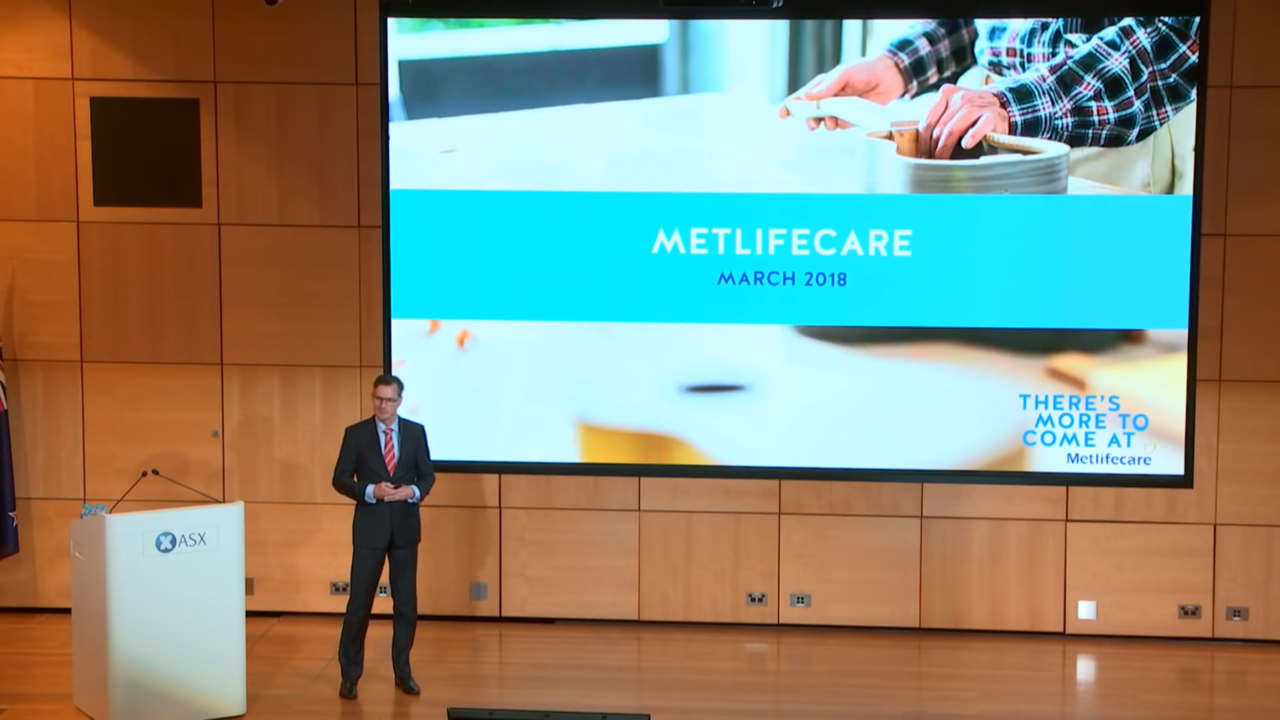 METLIFECARE
MARCH 2018
THERE'S
MORE TO
COME AT
Metlifecare
ASX